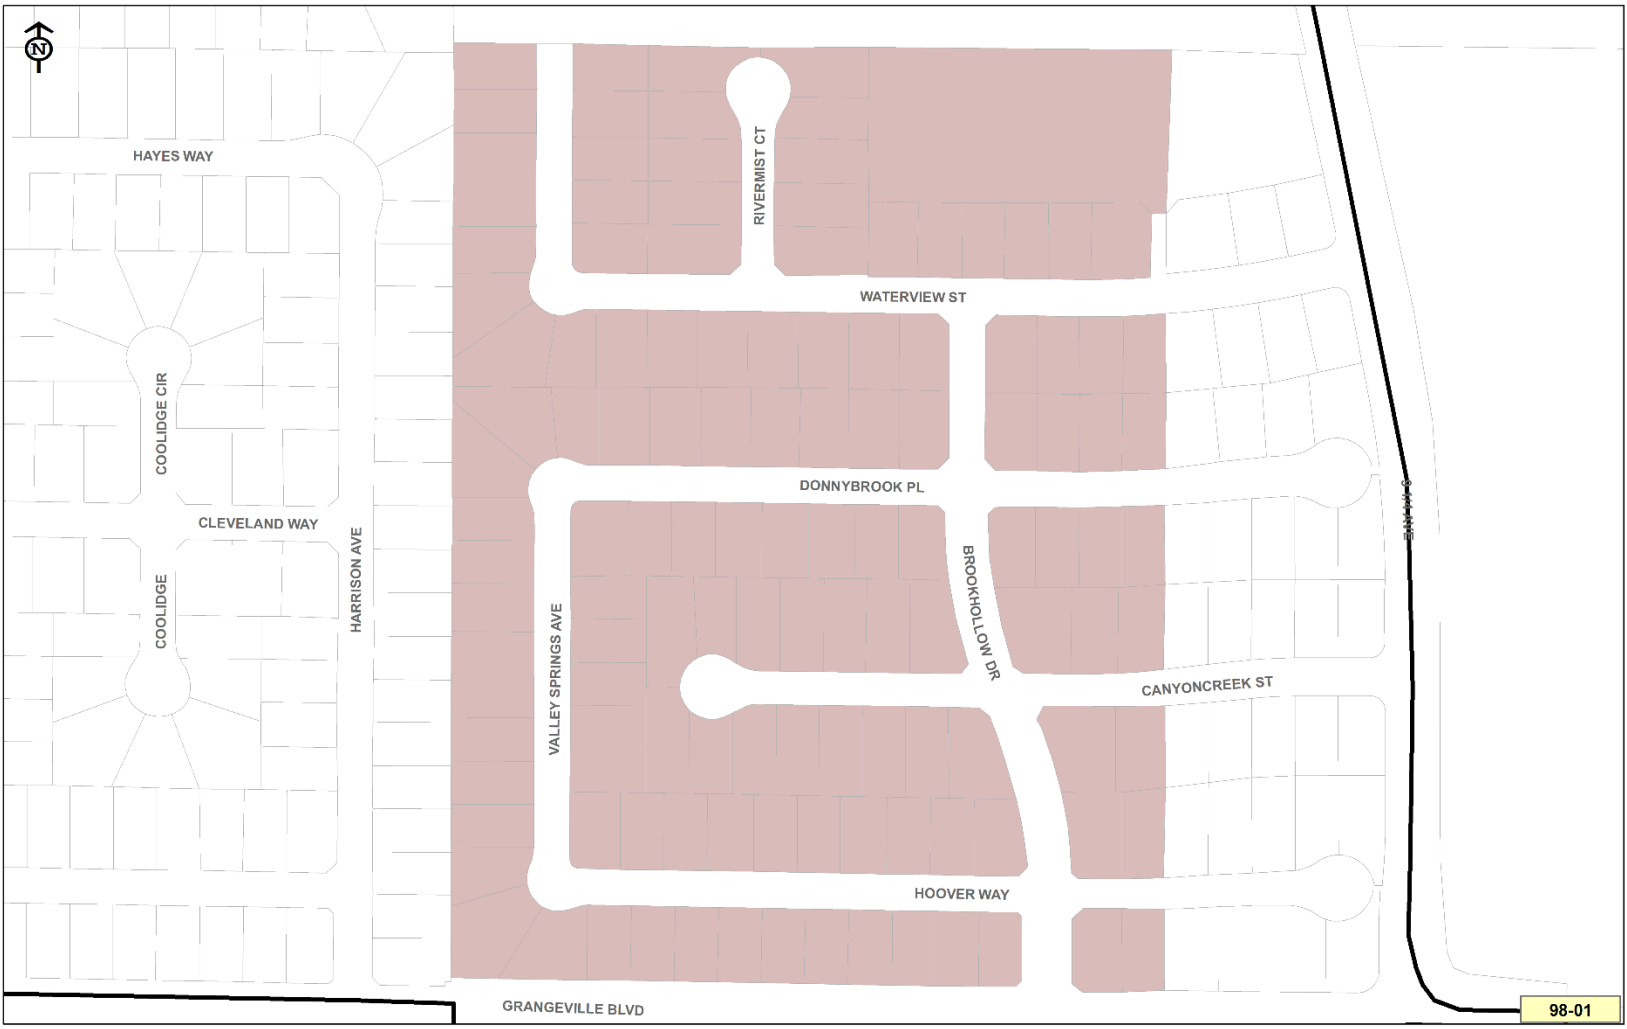 N
HAYES WAY
RIVERMIST CT
WATERVIEW ST
COOLIDGE CIR
DONNYBROOK PL
CLEVELAND WAY
HARRISON AVE
COOLIDGE
BROOKHOLLOW DR
VALLEY SPRINGS AVE
CANYONCREEK ST
HOOVER WAY
GRANGEVILLE BLVD
98-01